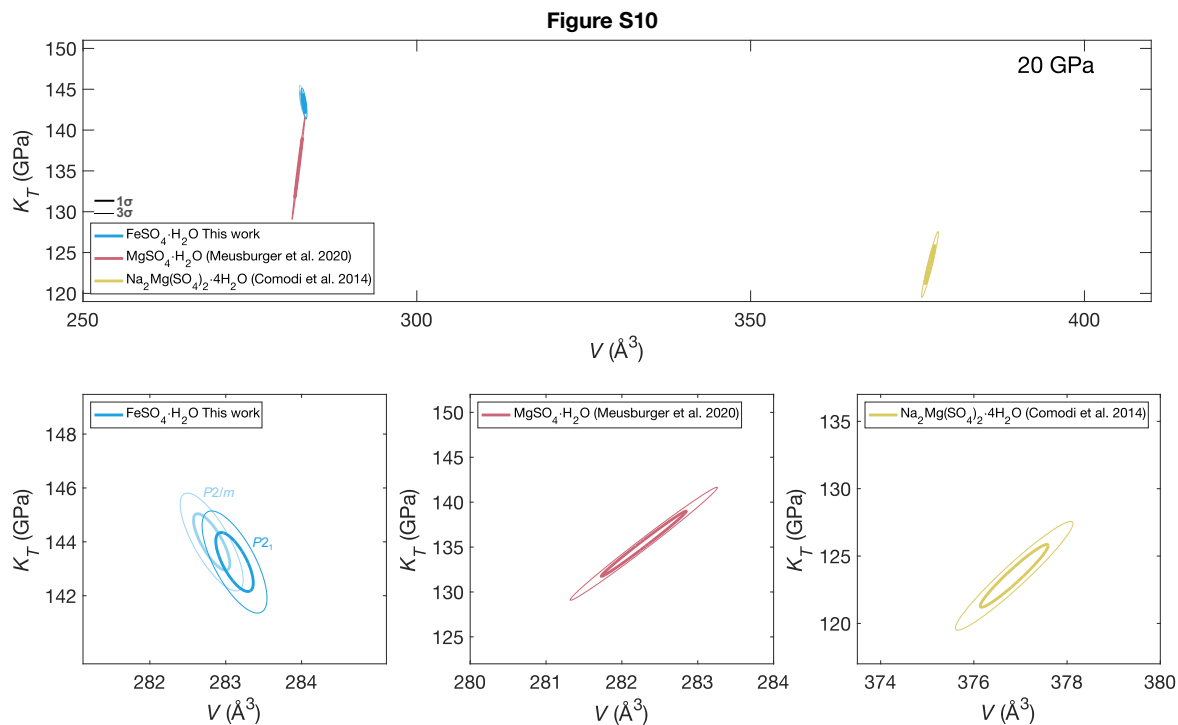 Figure S10
20 GPa
150
145
140
135
130
125
120
K_T (GPa)
1σ
3σ
FeSO₄·H₂O This work
MgSO₄·H₂O (Meusburger et al. 2020)
Na₂Mg(SO₄)₂·4H₂O (Comodi et al. 2014)
250 300 350 400
V (Å³)
FeSO₄·H₂O This work
148
146
144
142
K_T (GPa)
P2/m
P2₁
282 283 284
V (Å³)
MgSO₄·H₂O (Meusburger et al. 2020)
150
145
140
135
130
125
K_T (GPa)
280 281 282 283 284
V (Å³)
Na₂Mg(SO₄)₂·4H₂O (Comodi et al. 2014)
135
130
125
120
K_T (GPa)
374 376 378 380
V (Å³)